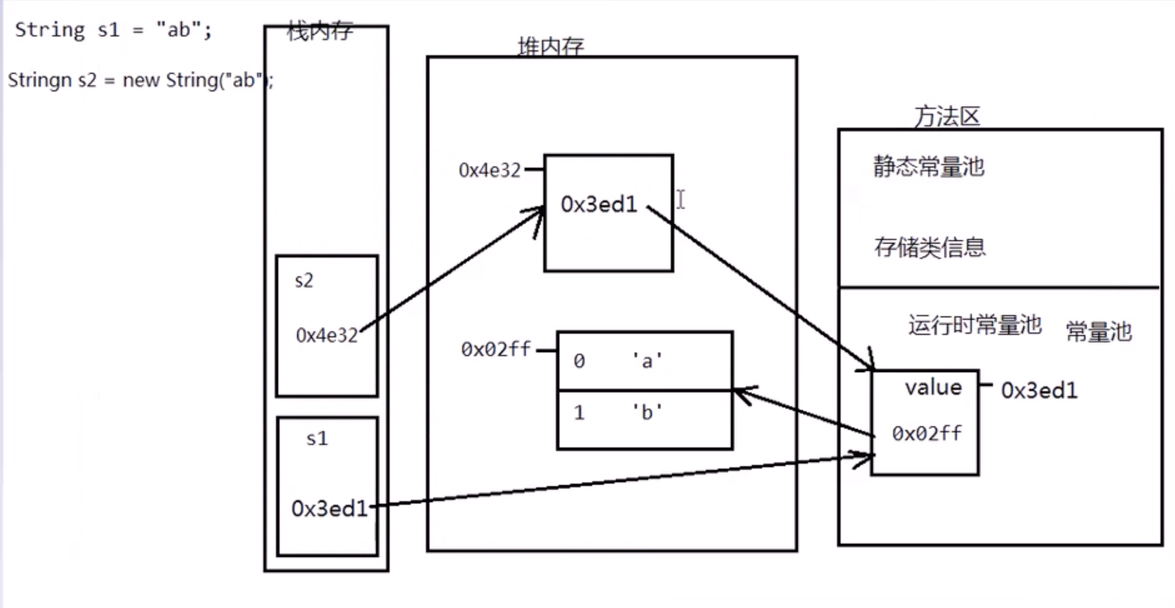 String s1 = "ab";
Stringn s2 = new String("ab");
栈内存
s2
0x4e32
s1
0x3ed1
堆内存
0x4e32
0x3ed1
0x02ff
0 'a'
1 'b'
方法区
静态常量池
存储类信息
运行时常量池 常量池
value
0x3ed1
0x02ff